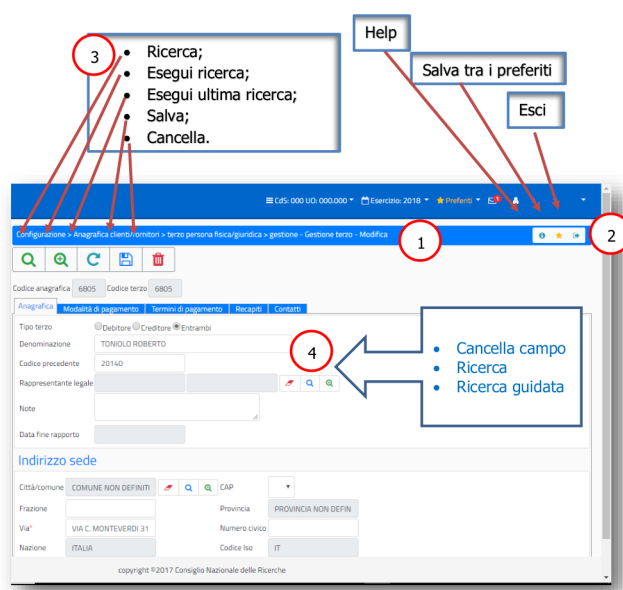 Help
3
• Ricerca;
• Esegui ricerca;
• Esegui ultima ricerca;
• Salva;
• Cancella.
Salva tra i preferiti
Esci
CdS: 000 UO: 000.000 Esercizio: 2018 Preferiti 1
Configurazione > Anagrafica clienti/fornitori > terzo persona fisica/giuridica > gestione - Gestione terzo - Modifica
1
2
Codice anagrafica 6805 Codice terzo 6805
Anagrafica Modalità di pagamento Termini di pagamento Recapiti Contatti
Tipo terzo Debitore Creditore Entrambi
Denominazione TONIOLO ROBERTO
4
Codice precedente 20140
Rappresentante legale
Note
Data fine rapporto
• Cancella campo
• Ricerca
• Ricerca guidata
Indirizzo sede
Città/comune COMUNE NON DEFINITI CAP
Frazione Provincia PROVINCIA NON DEFIN
Via* VIA C. MONTEVERDI 31 Numero civico
Nazione ITALIA Codice Iso IT
copyright ©2017 Consiglio Nazionale delle Ricerche